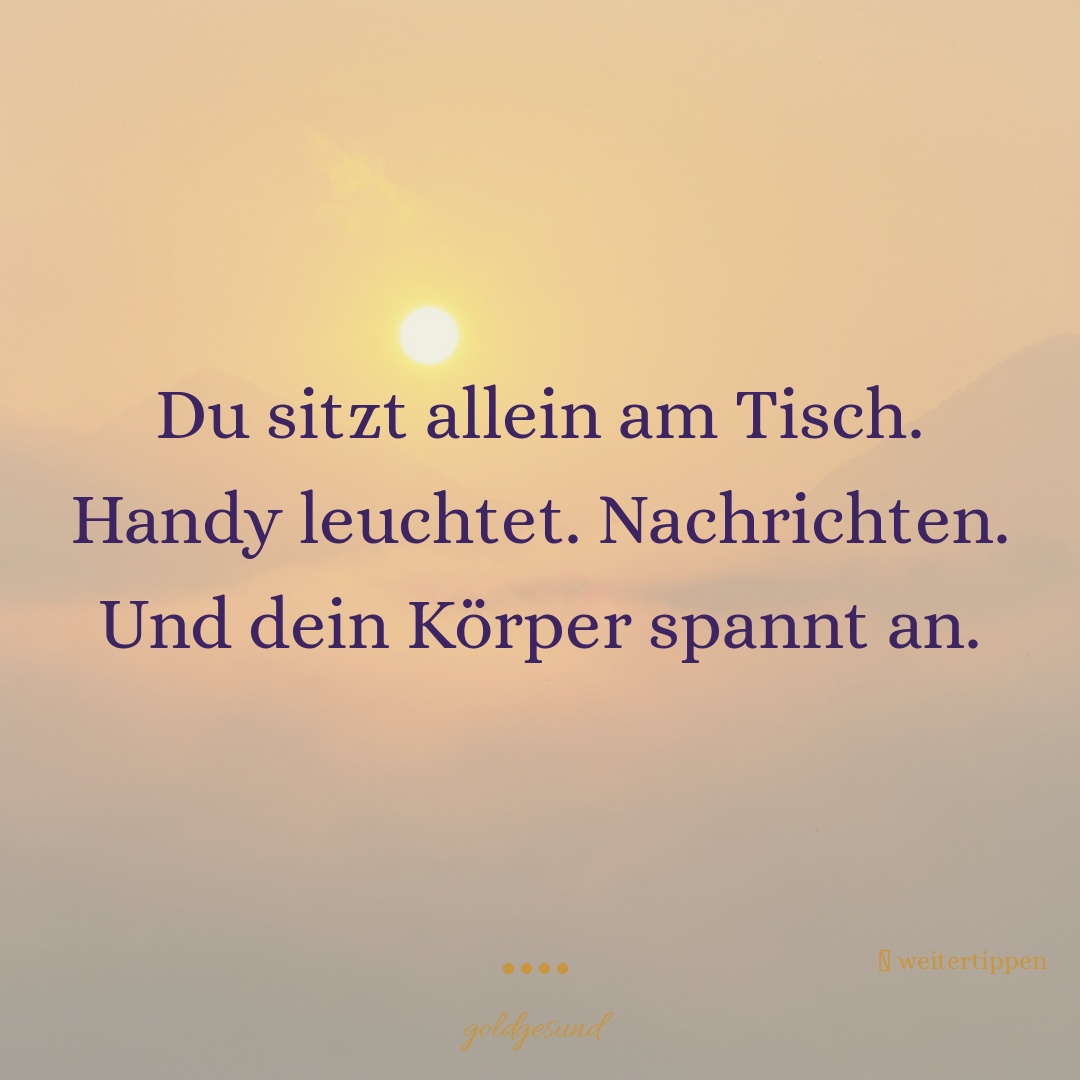 Du sitzt allein am Tisch.
Handy leuchtet. Nachrichten.
Und dein Körper spannt an.
weitertippen
goldgesund